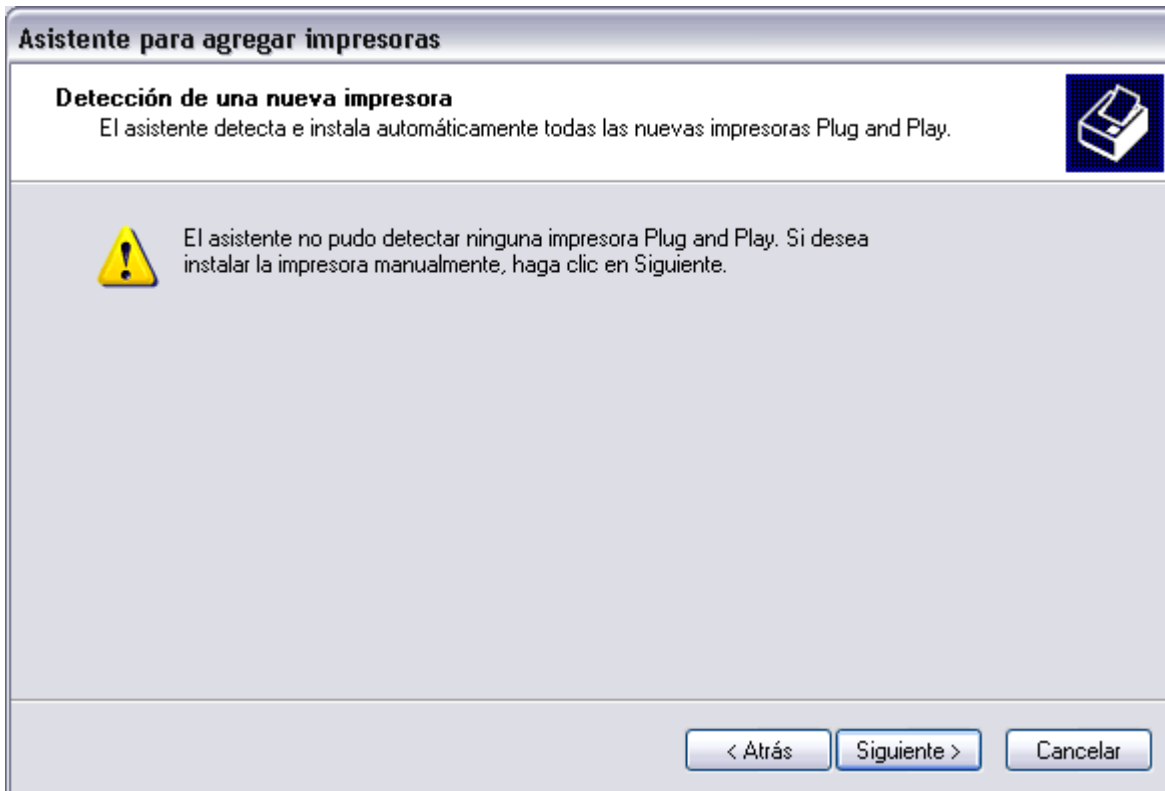 Asistente para agregar impresoras
Detección de una nueva impresora
El asistente detecta e instala automáticamente todas las nuevas impresoras Plug and Play.
El asistente no pudo detectar ninguna impresora Plug and Play. Si desea
instalar la impresora manualmente, haga clic en Siguiente.
< Atrás Siguiente > Cancelar